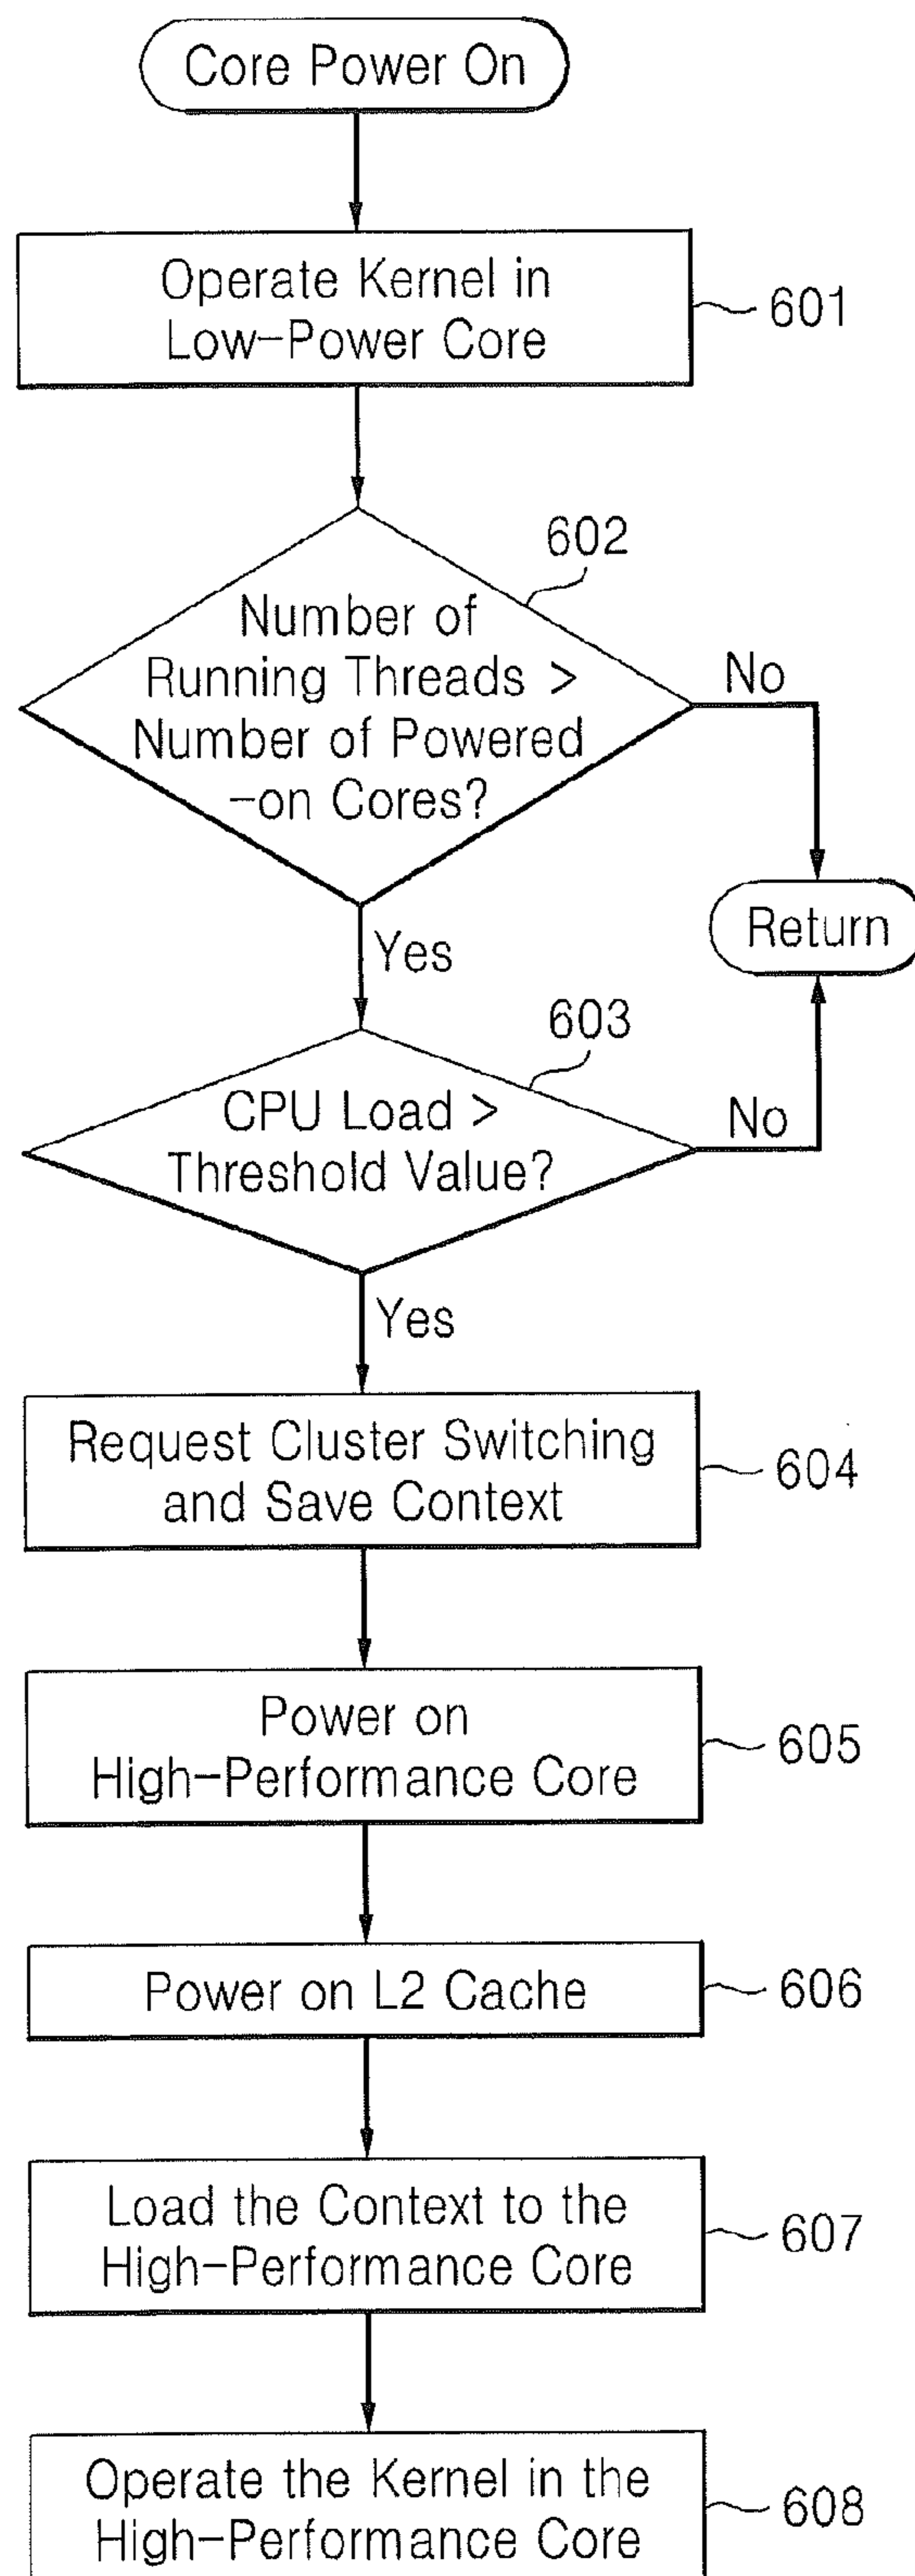 Core Power On
Operate Kernel in
Low-Power Core
601
602
Number of
Running Threads >
Number of Powered
-on Cores?
No
Return
Yes
603
CPU Load >
Threshold Value?
No
Yes
Request Cluster Switching
and Save Context
604
Power on
High-Performance Core
605
Power on L2 Cache
606
Load the Context to the
High-Performance Core
607
Operate the Kernel in the
High-Performance Core
608